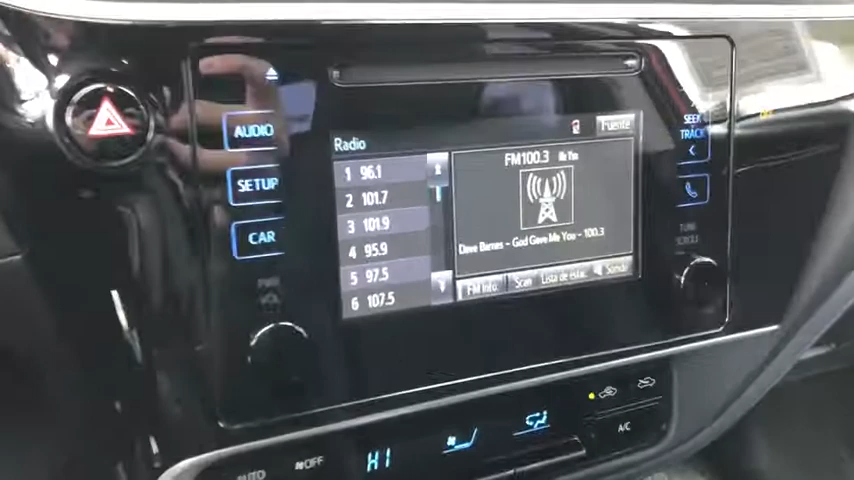 AUDIO
SETUP
CAR
PWR
VOL
Radio
1 96.1
2 101.7
3 101.9
4 95.9
5 97.5
6 107.5
Fuente
FM100.3
Dave Barnes - God Gave Me You - 100.3
FM Info.
Scan
Lista de estac.
Sonido
SEEK
TRACK
TUNE
SCROLL
AUTO
OFF
HI
A/C